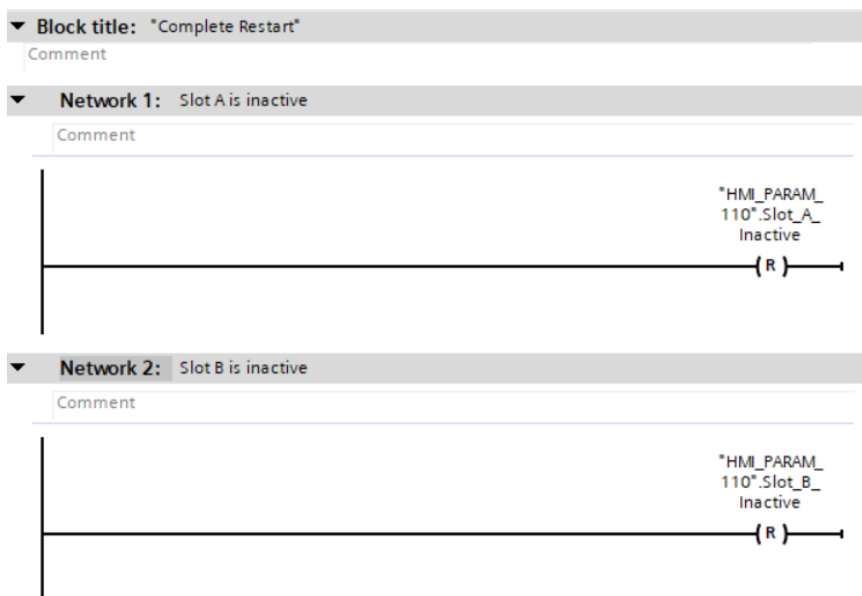 Block title: "Complete Restart"
Comment
Network 1: Slot A is inactive
Comment
"HMI_PARAM_
110".Slot_A_
Inactive
R
Network 2: Slot B is inactive
Comment
"HMI_PARAM_
110".Slot_B_
Inactive
R